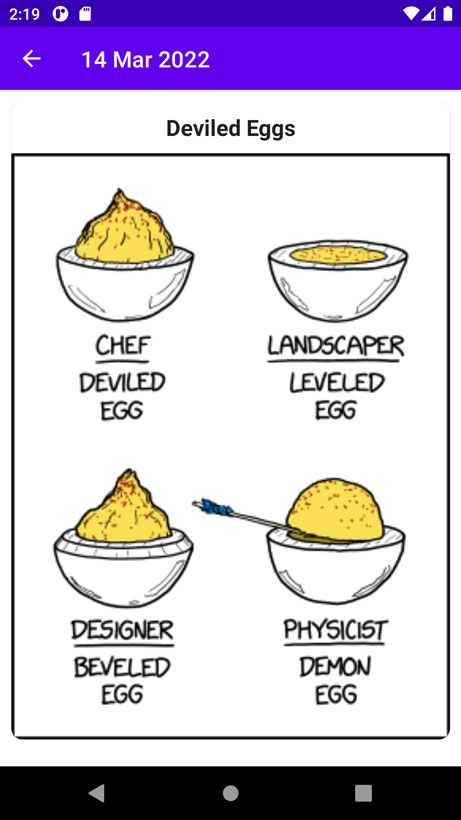 2:19
14 Mar 2022
Deviled Eggs
CHEF
DEVILED
EGG
LANDSCAPER
LEVELED
EGG
DESIGNER
BEVELED
EGG
PHYSICIST
DEMON
EGG